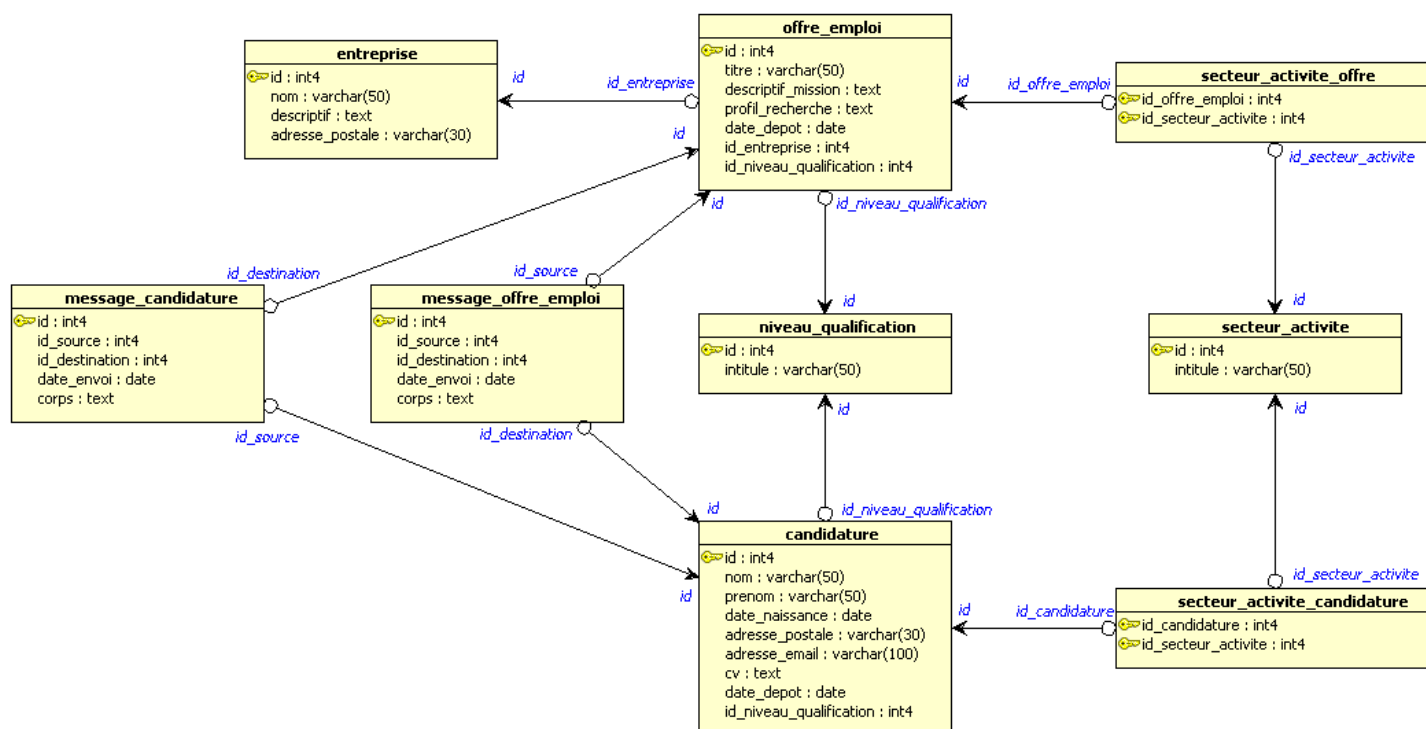 entreprise
id : int4
nom : varchar(50)
descriptif : text
adresse_postale : varchar(30)
id
id_entreprise
offre_emploi
id : int4
titre : varchar(50)
descriptif_mission : text
profil_recherche : text
date_depot : date
id_entreprise : int4
id_niveau_qualification : int4
id
id_offre_emploi
secteur_activite_offre
id_offre_emploi : int4
id_secteur_activite : int4
id
id
id_niveau_qualification
id_secteur_activite
id_destination
id_source
message_candidature
id : int4
id_source : int4
id_destination : int4
date_envoi : date
corps : text
id_source
message_offre_emploi
id : int4
id_source : int4
id_destination : int4
date_envoi : date
corps : text
id_destination
id
niveau_qualification
id : int4
intitule : varchar(50)
id
id
secteur_activite
id : int4
intitule : varchar(50)
id
id
id
id_niveau_qualification
candidature
id : int4
nom : varchar(50)
prenom : varchar(50)
date_naissance : date
adresse_postale : varchar(30)
adresse_email : varchar(100)
cv : text
date_depot : date
id_niveau_qualification : int4
id
id_candidature
id_secteur_activite
secteur_activite_candidature
id_candidature : int4
id_secteur_activite : int4